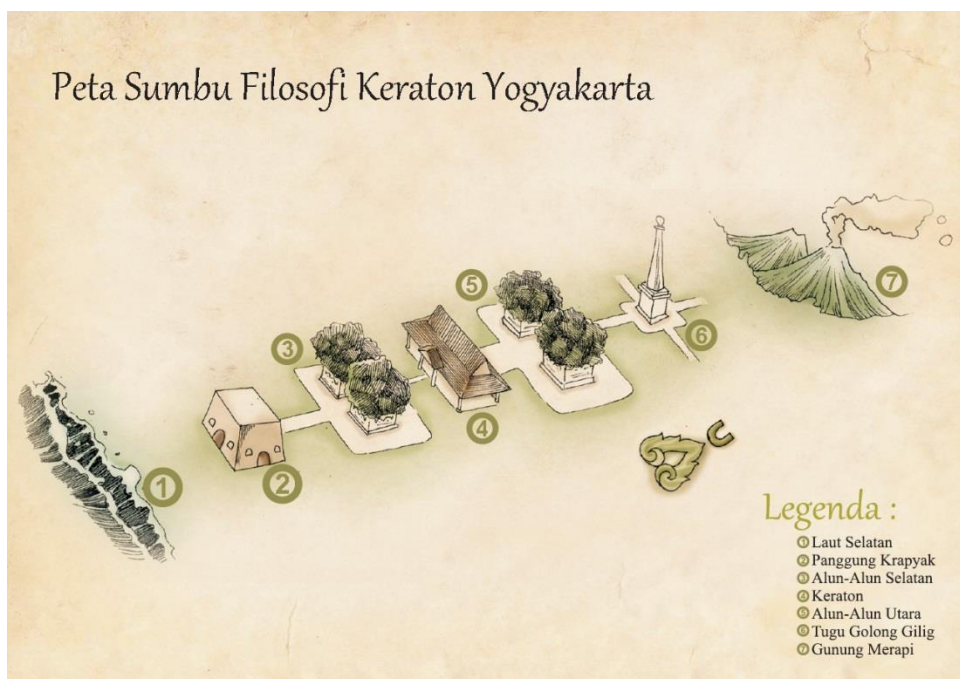 Peta Sumbu Filosofi Keraton Yogyakarta
5
7
3
6
4
1
2
U
Legenda :
1 Laut Selatan
2 Panggung Krapyak
3 Alun-Alun Selatan
4 Keraton
5 Alun-Alun Utara
6 Tugu Golong Gilig
7 Gunung Merapi